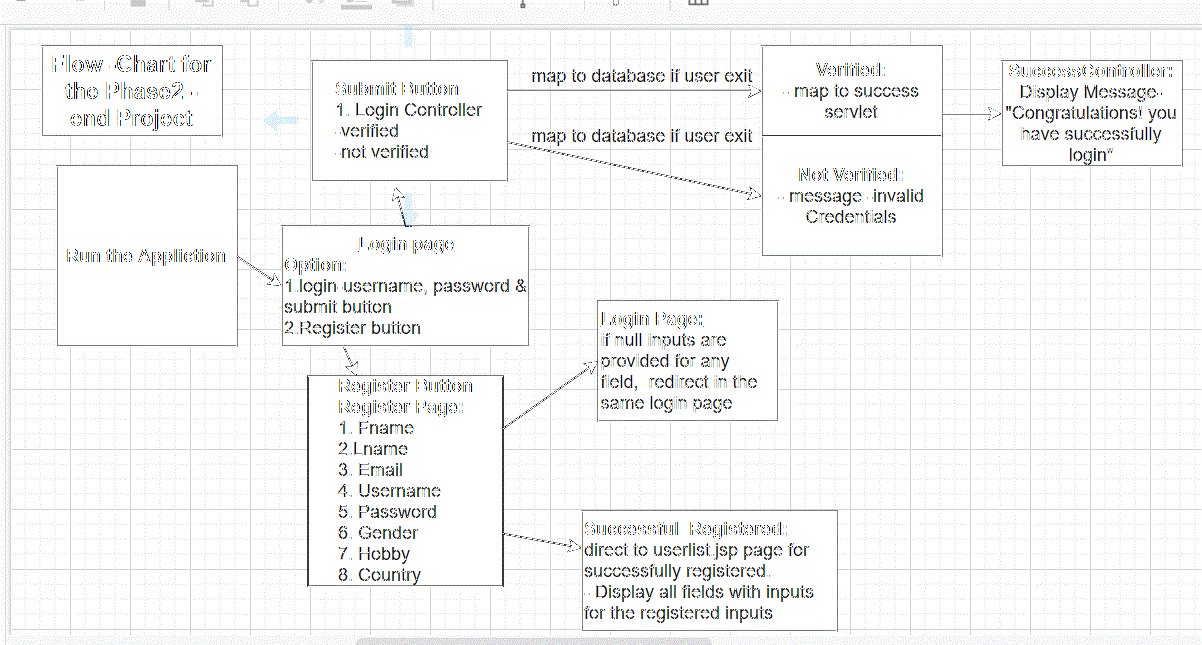 Flow -Chart for
the Phase2 -
end Project
Submit Button
1. Login Controller
-verified
-not verified
map to database if user exit
map to database if user exit
Verified:
- map to success
servlet
Not Verified:
- message -invalid
Credentials
SuccessController:
Display Message-
"Congratulations! you
have successfully
login"
Run the Appliction
Login page
Option:
1.login-username, password &
submit button
2.Register button
Register Button
Register Page:
1. Fname
2.Lname
3. Email
4. Username
5. Password
6. Gender
7. Hobby
8. Country
Login Page:
if null inputs are
provided for any
field, redirect in the
same login page
Successful Registered:
direct to userlist.jsp page for
successfully registered.
- Display all fields with inputs
for the registered inputs